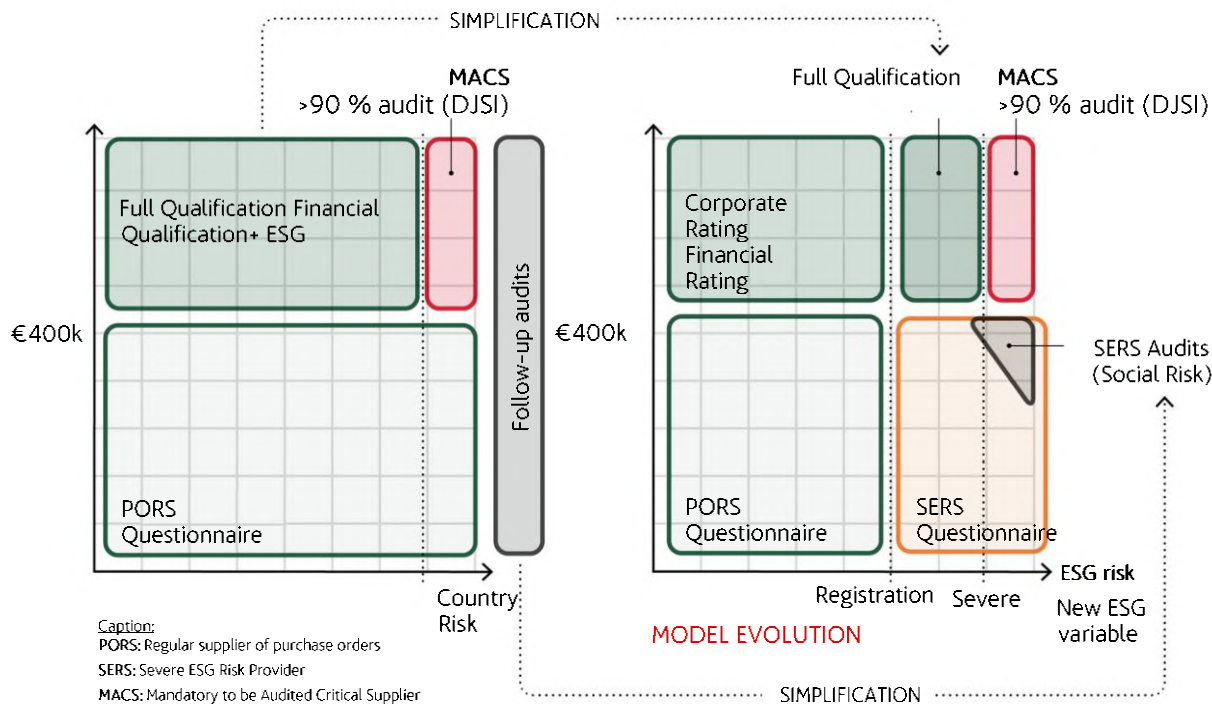 SIMPLIFICATION
MACS
>90 % audit (DJSI)
Full Qualification
MACS
>90 % audit (DJSI)
Full Qualification Financial
Qualification+ ESG
€400k
Follow-up audits
PORS
Questionnaire
Country
Risk
Corporate
Rating
Financial
Rating
€400k
SERS Audits
(Social Risk)
PORS
Questionnaire
SERS
Questionnaire
Registration
Severe
ESG risk
New ESG
variable
MODEL EVOLUTION
Caption:
PORS: Regular supplier of purchase orders
SERS: Severe ESG Risk Provider
MACS: Mandatory to be Audited Critical Supplier
SIMPLIFICATION